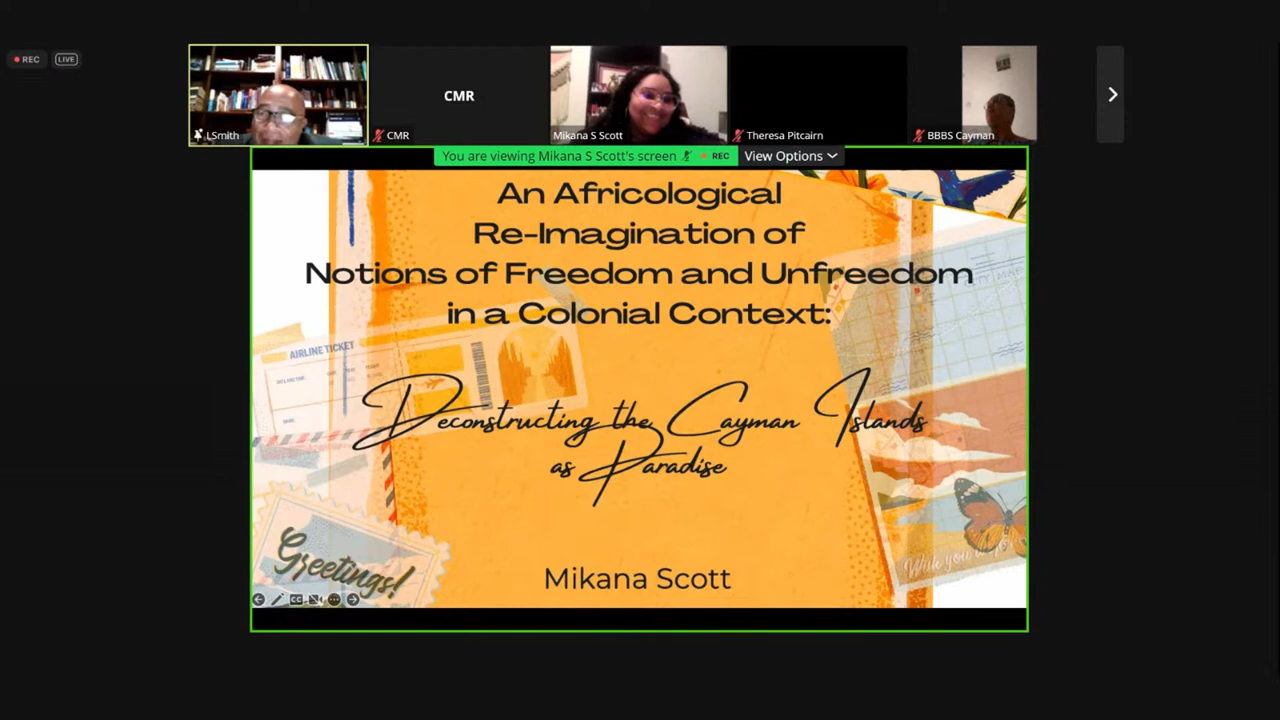 REC
LIVE
CMR
LSmith
CMR
Mikana S Scott
Theresa Pitcairn
BBBS Cayman
You are viewing Mikana S Scott's screen
REC
View Options
An Africological
Re-Imagination of
Notions of Freedom and Unfreedom
in a Colonial Context:
AIRLINE TICKET
Deconstructing the Cayman Islands
as Paradise
Greetings!
Mikana Scott
CC